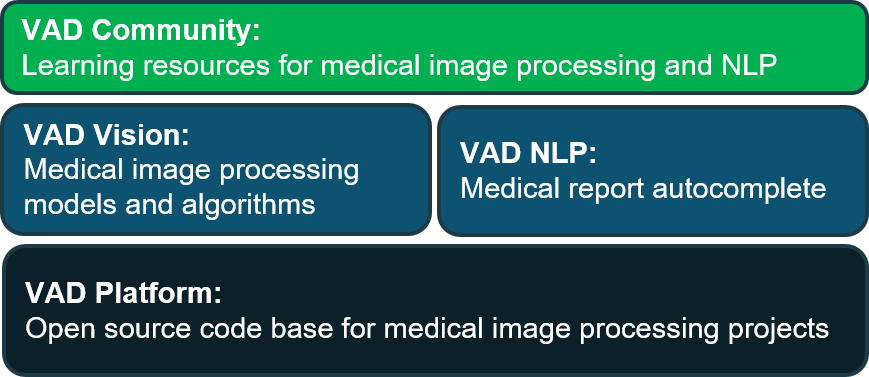 VAD Community:
Learning resources for medical image processing and NLP
VAD Vision:
Medical image processing
models and algorithms
VAD NLP:
Medical report autocomplete
VAD Platform:
Open source code base for medical image processing projects